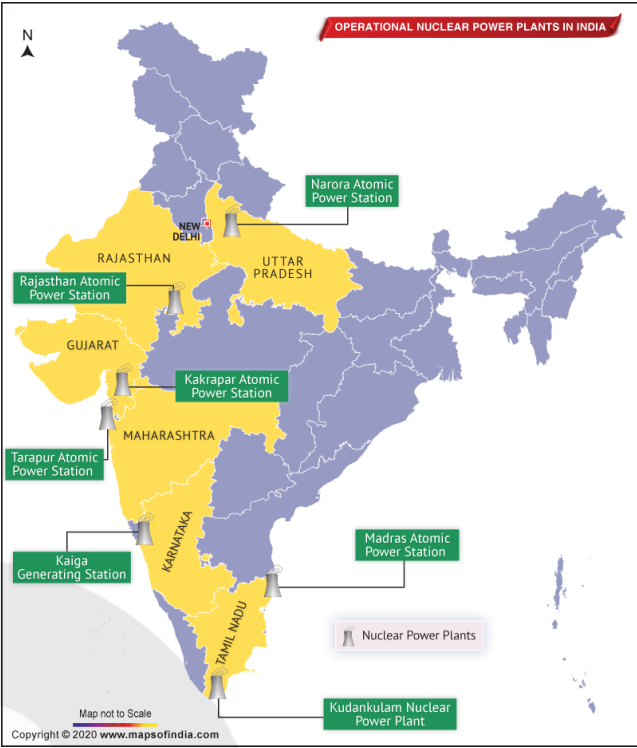 OPERATIONAL NUCLEAR POWER PLANTS IN INDIA
N
Narora Atomic
Power Station
NEW
DELHI
RAJASTHAN
UTTAR
PRADESH
Rajasthan Atomic
Power Station
GUJARAT
Kakrapar Atomic
Power Station
MAHARASHTRA
Tarapur Atomic
Power Station
KARNATAKA
Madras Atomic
Power Station
Kaiga
Generating Station
TAMIL NADU
Nuclear Power Plants
Kudankulam Nuclear
Power Plant
Map not to Scale
Copyright © 2020 www.mapsofindia.com